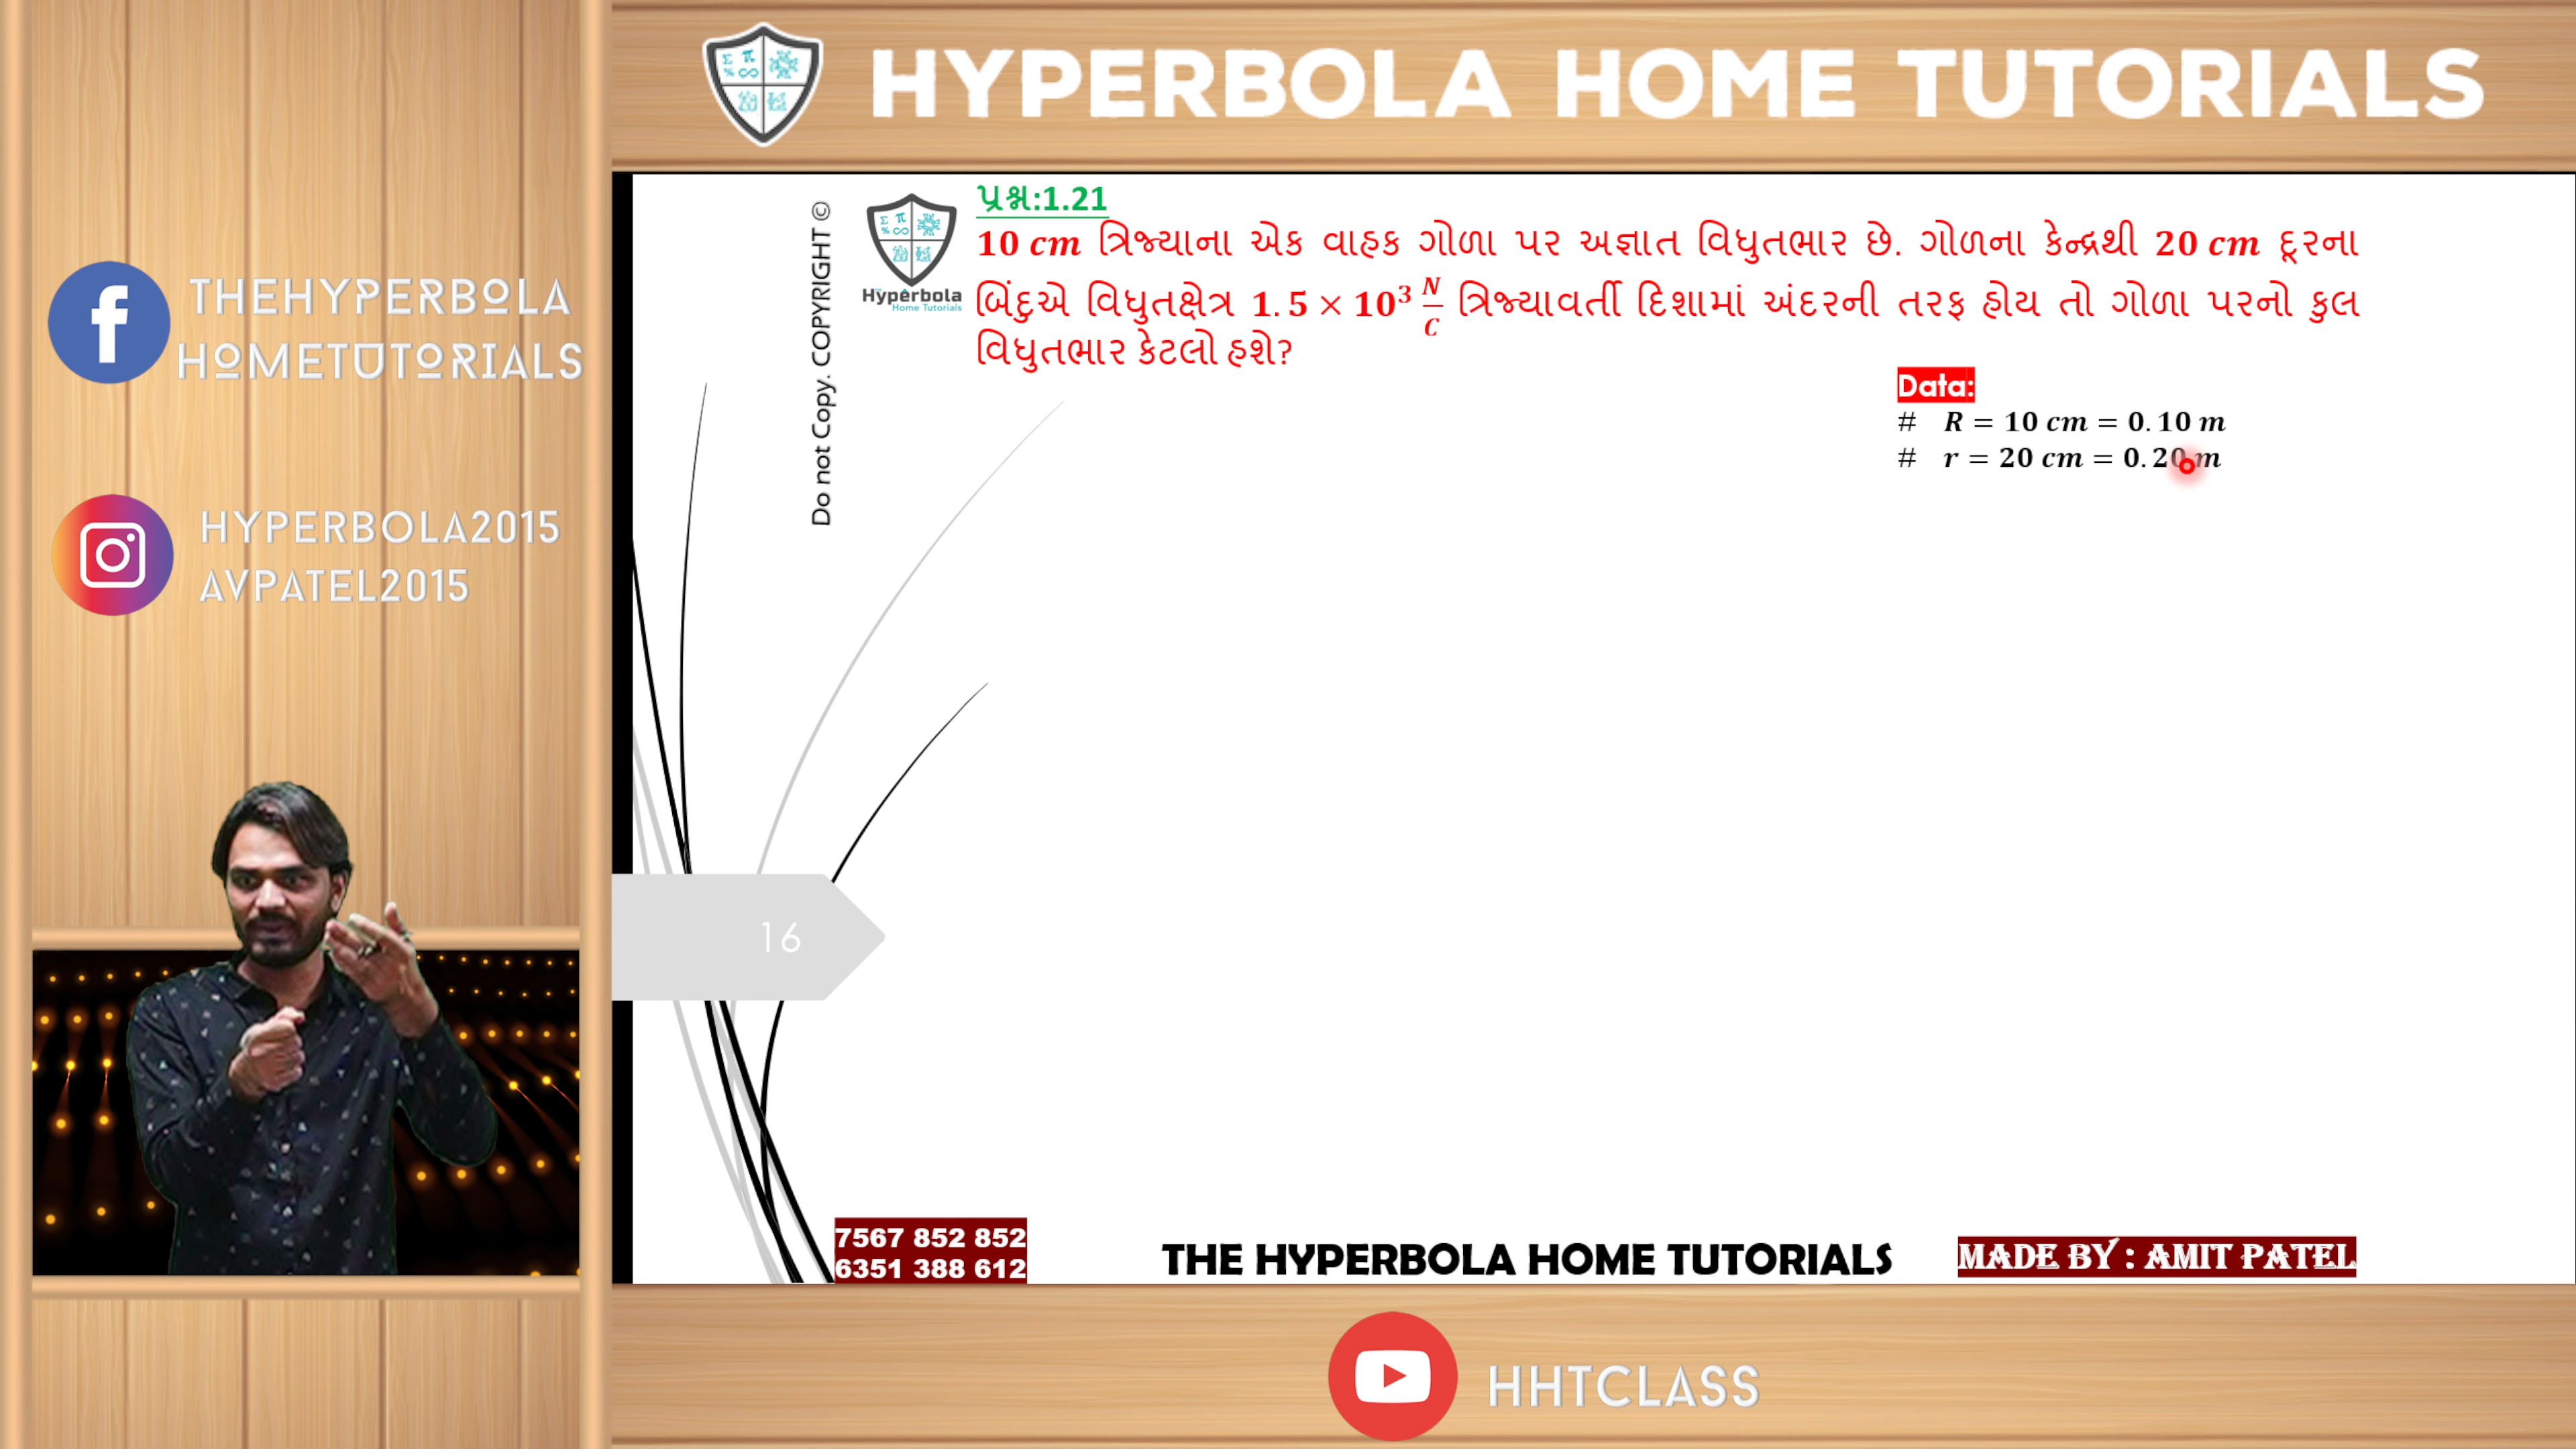 HYPERBOLA HOME TUTORIALS
THEHYPERBOLA
HOMETUTORIALS
HYPERBOLA2015
AVPATEL2015
Do not Copy. COPYRIGHT ©
Hyperbola
Home Tutorials
પ્રશ્ન:1.21
10 cm ત્રિજ્યાના એક વાહક ગોળા પર અજ્ઞાત વિધુતભાર છે. ગોળના કેન્દ્રથી 20 cm દૂરના
બિંદુએ વિધુતક્ષેત્ર 1.5 × 10³ N/C ત્રિજ્યાવર્તી દિશામાં અંદરની તરફ હોય તો ગોળા પરનો કુલ
વિધુતભાર કેટલો હશે?
Data:
# R = 10 cm = 0.10 m
# r = 20 cm = 0.20 m
16
7567 852 852
6351 388 612
THE HYPERBOLA HOME TUTORIALS
MADE BY : AMIT PATEL
HHTCLASS